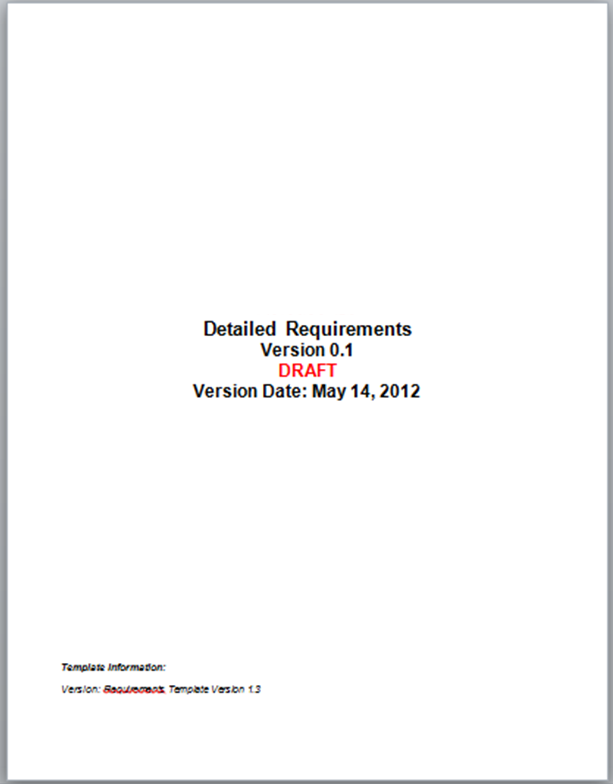 Detailed Requirements
Version 0.1
DRAFT
Version Date: May 14, 2012
Template Information:
Version: Requirements Template Version 1.3